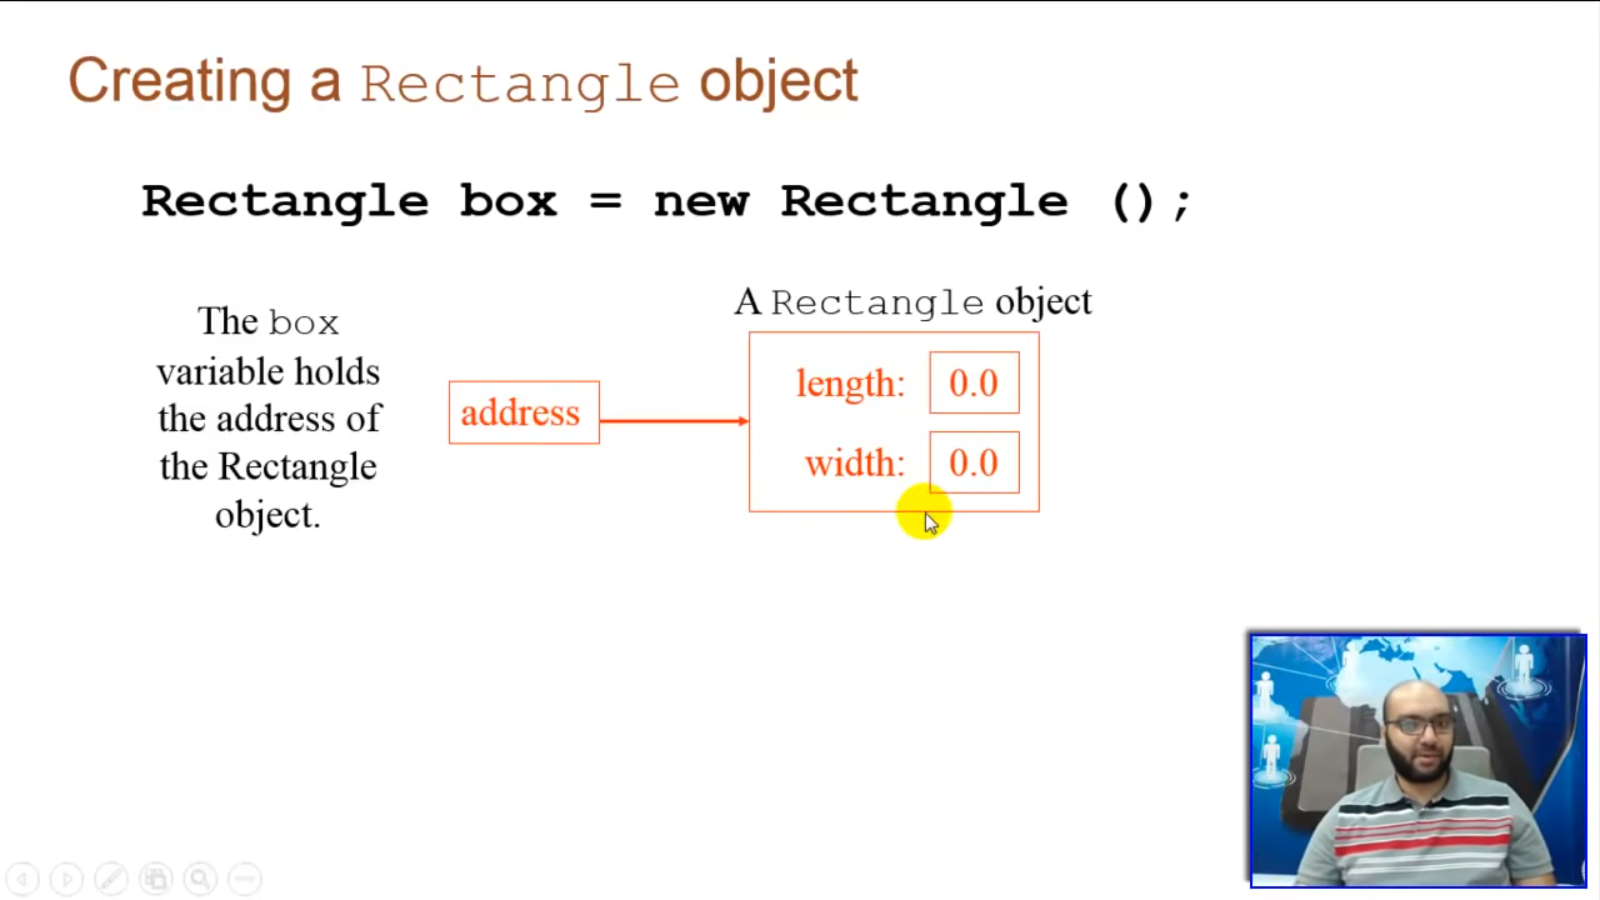 Creating a Rectangle object
Rectangle box = new Rectangle ();
The box
variable holds
the address of
the Rectangle
object.
address
A Rectangle object
length: 0.0
width: 0.0